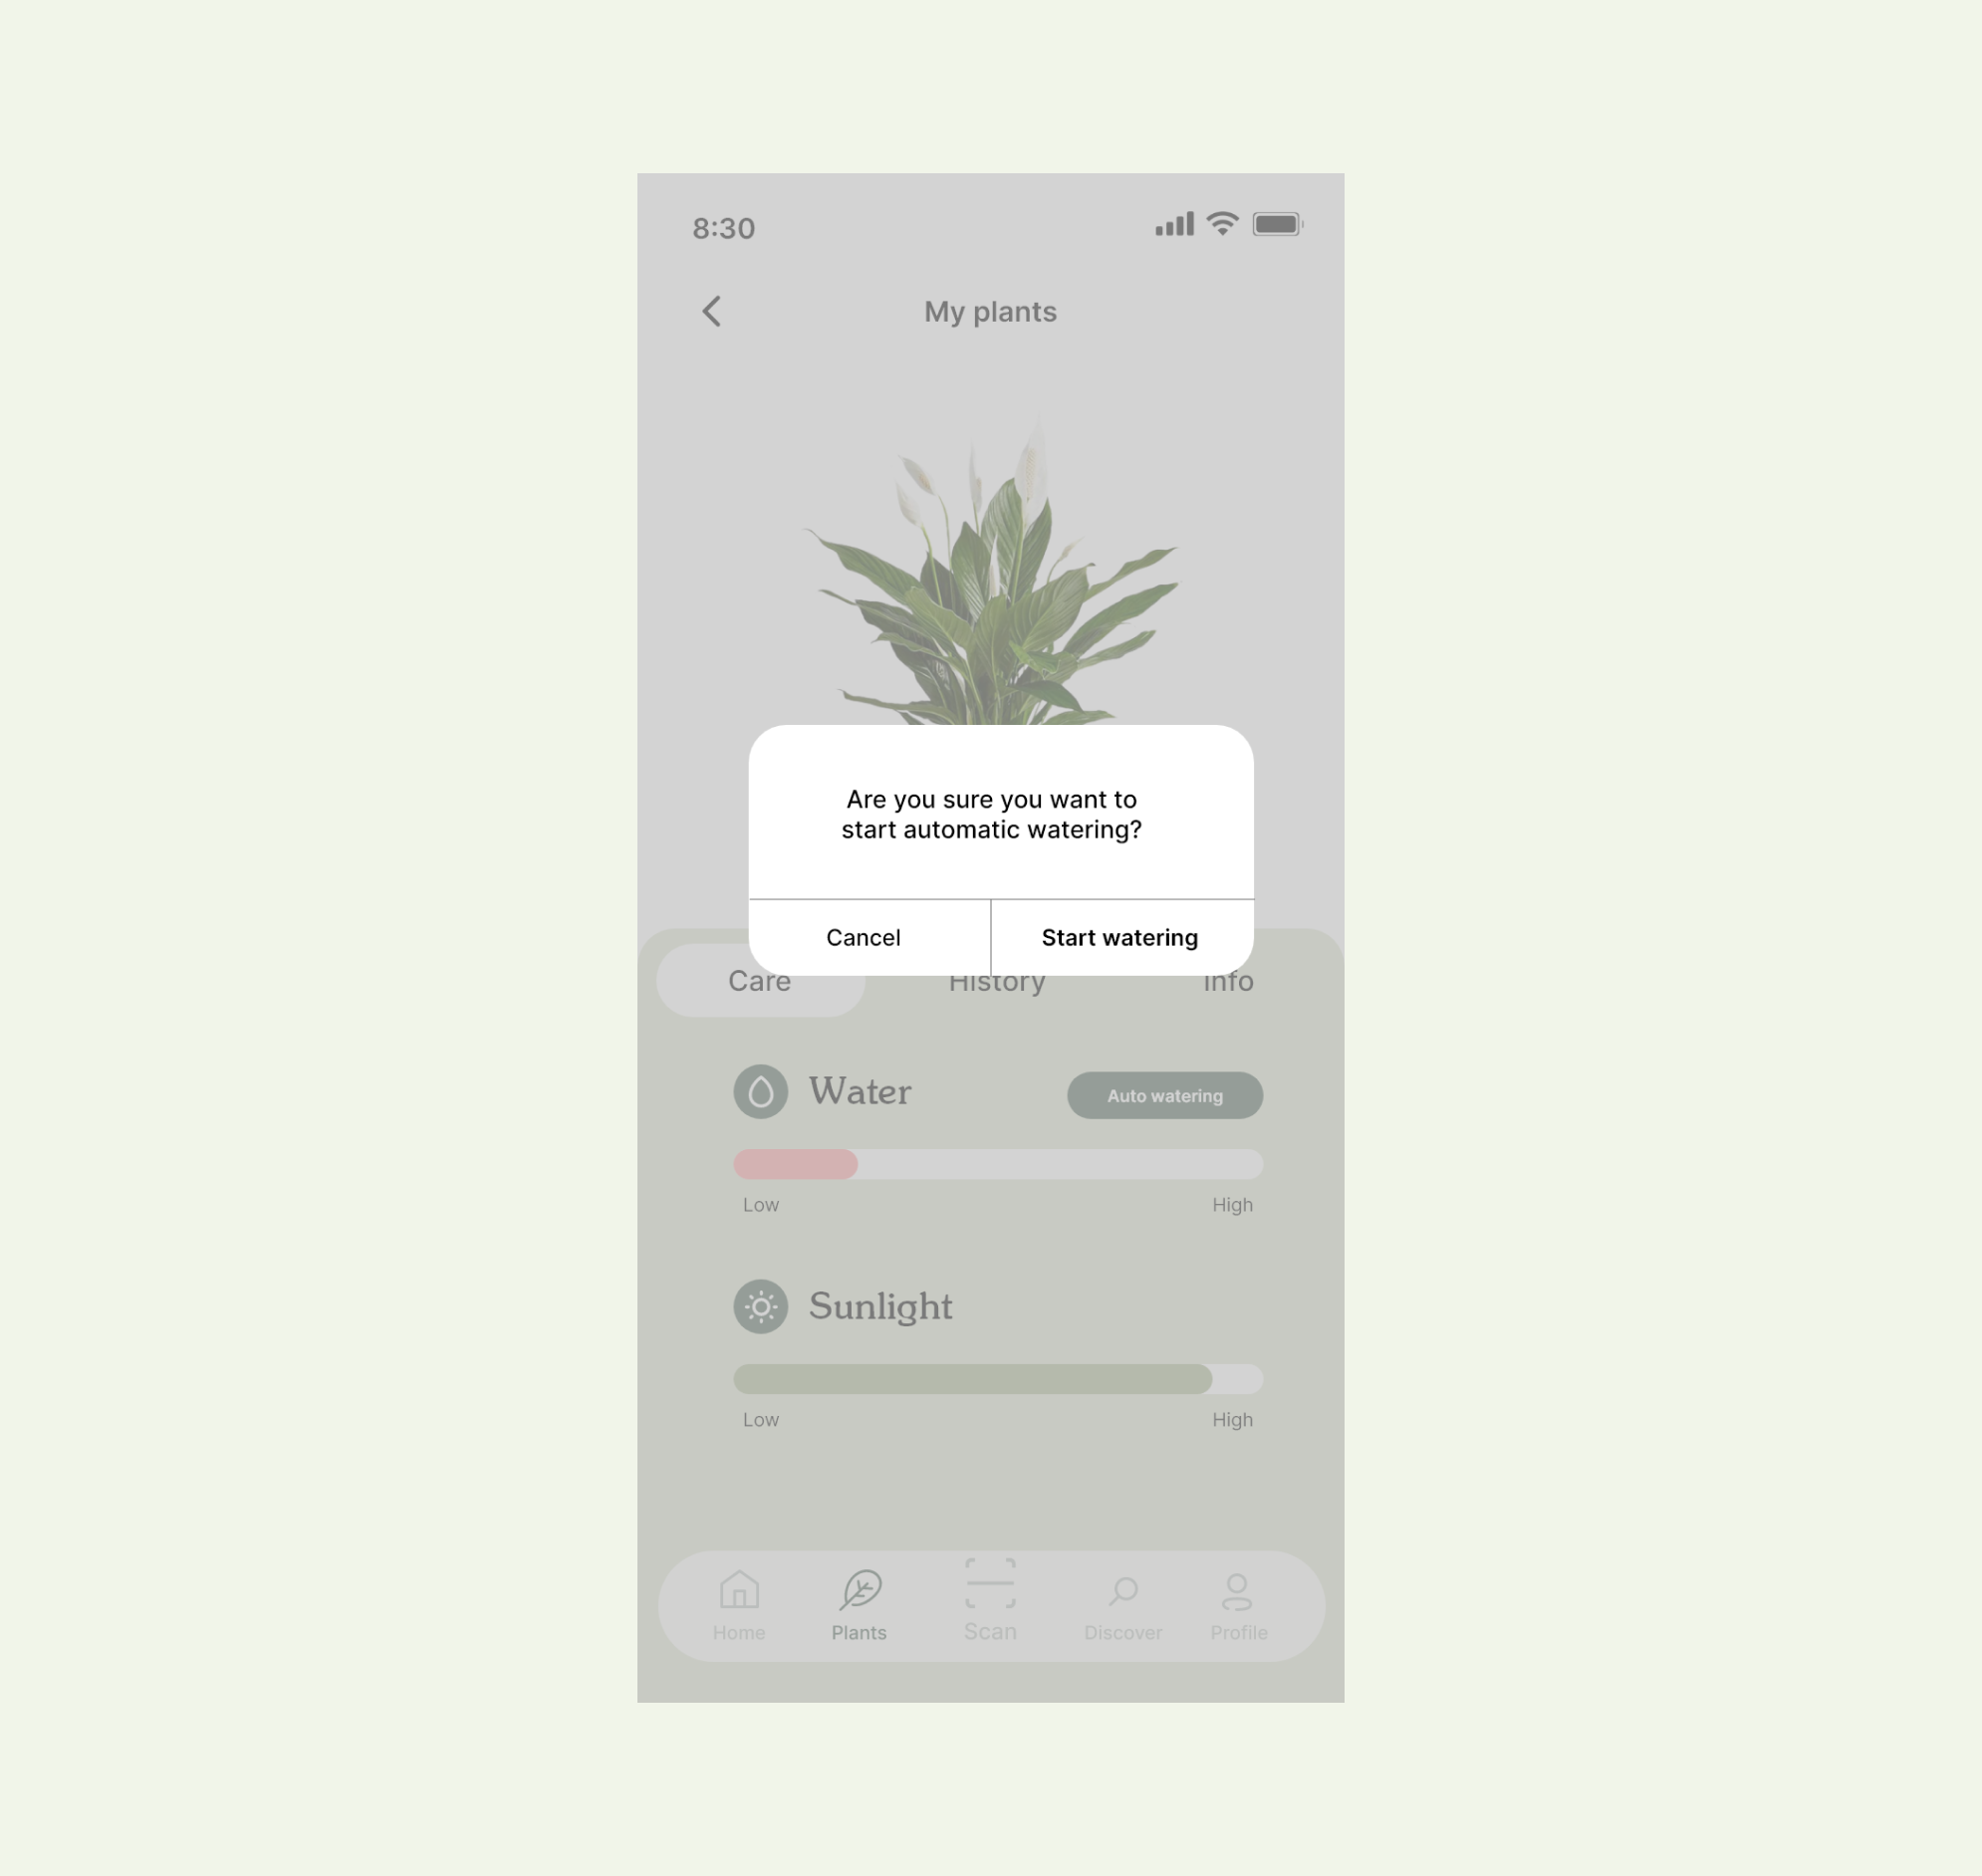 8:30
My plants
Are you sure you want to
start automatic watering?
Cancel
Start watering
Care
History
Info
Water
Auto watering
Low
High
Sunlight
Low
High
Home
Plants
Scan
Discover
Profile